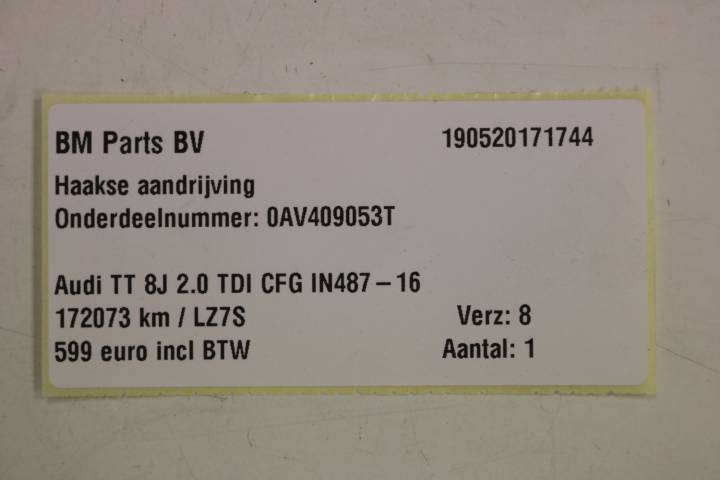 BM Parts BV 190520171744
Haakse aandrijving
Onderdeelnummer: 0AV409053T
Audi TT 8J 2.0 TDI CFG IN487 – 16
172073 km / LZ7S Verz: 8
599 euro incl BTW Aantal: 1